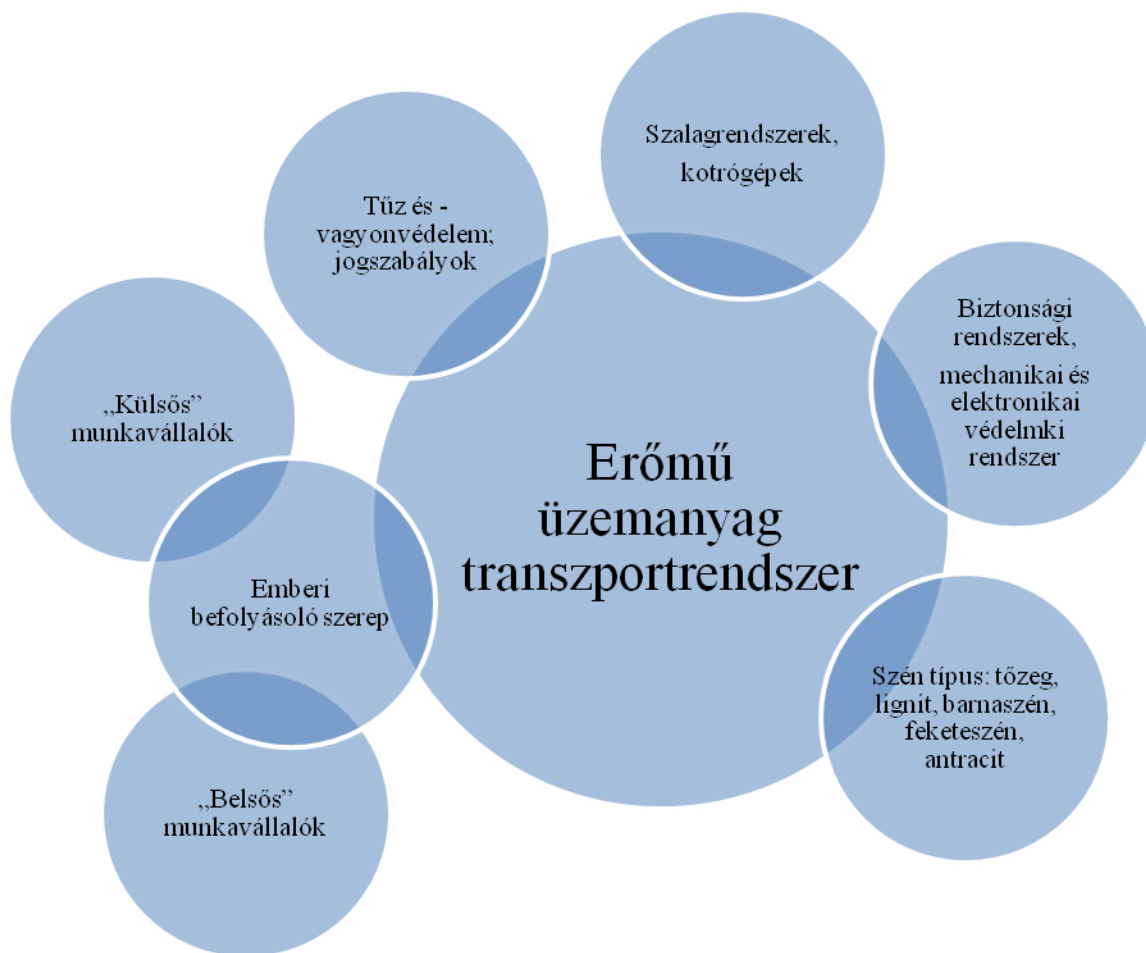 Szalagrendszerek,
kotrógépek
Tűz és -
vagyonvédelem;
jogszabályok
Biztonsági
rendszerek,
mechanikai és
elektronikai
védelmki
rendszer
„Külsős”
munkavállalók
Erőmű
üzemanyag
transzportrendszer
Emberi
befolyásoló szerep
Szén típus: tőzeg,
lignit, barnaszén,
feketeszén,
antracit
„Belsős”
munkavállalók